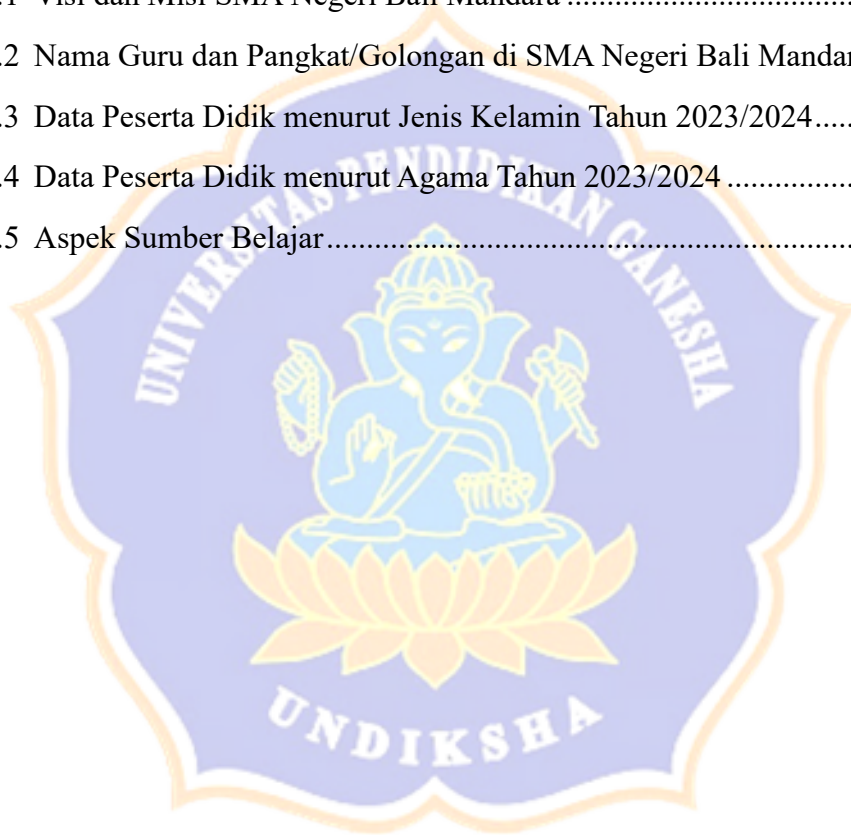 .1 Visi dan Misi SMA Negeri Bali Mandara ..............................
.2 Nama Guru dan Pangkat/Golongan di SMA Negeri Bali Mandar
.3 Data Peserta Didik menurut Jenis Kelamin Tahun 2023/2024.....
.4 Data Peserta Didik menurut Agama Tahun 2023/2024 ...............
.5 Aspek Sumber Belajar...............................................................
UNIVERSITAS PENDIDIKAN GANESHA
UNDIKSHA